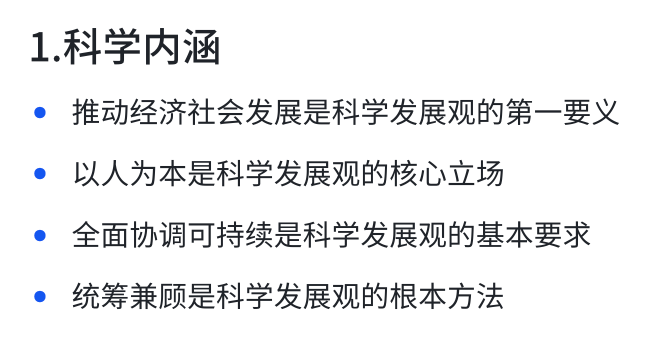 1.科学内涵
推动经济社会发展是科学发展观的第一要义
以人为本是科学发展观的核心立场
全面协调可持续是科学发展观的基本要求
统筹兼顾是科学发展观的根本方法